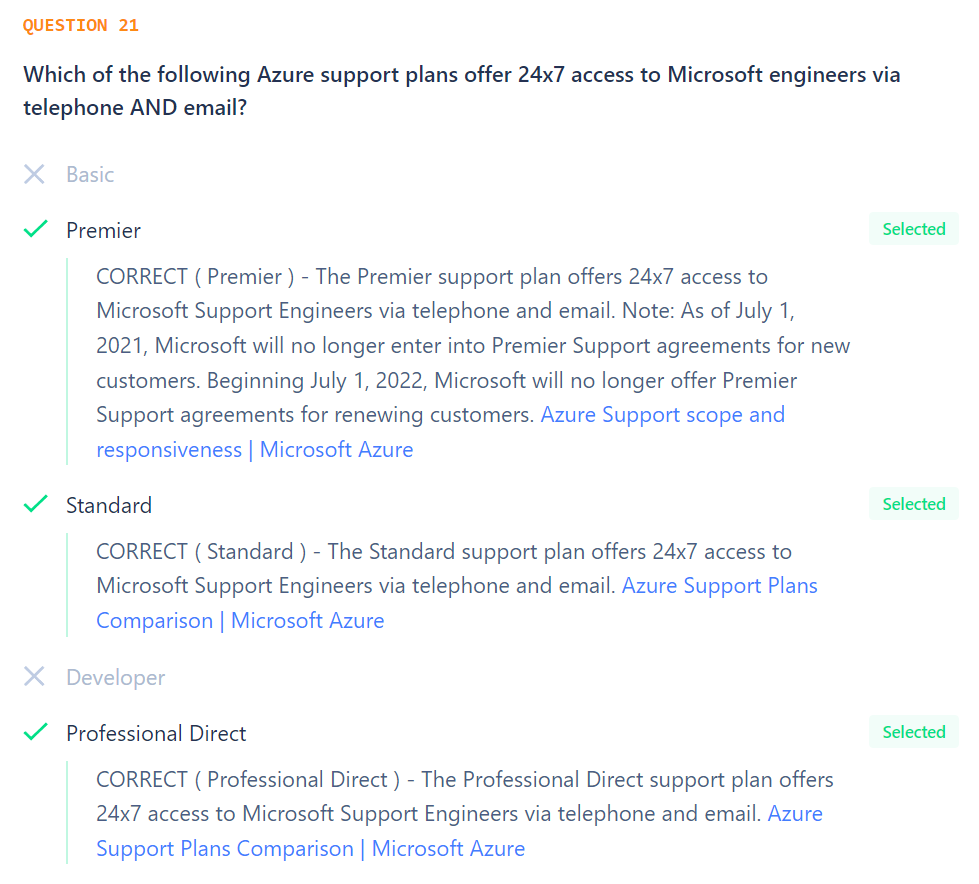 QUESTION 21
Which of the following Azure support plans offer 24x7 access to Microsoft engineers via
telephone AND email?
Basic
Premier
Selected
CORRECT ( Premier ) - The Premier support plan offers 24x7 access to
Microsoft Support Engineers via telephone and email. Note: As of July 1,
2021, Microsoft will no longer enter into Premier Support agreements for new
customers. Beginning July 1, 2022, Microsoft will no longer offer Premier
Support agreements for renewing customers. Azure Support scope and
responsiveness | Microsoft Azure
Standard
Selected
CORRECT ( Standard ) - The Standard support plan offers 24x7 access to
Microsoft Support Engineers via telephone and email. Azure Support Plans
Comparison | Microsoft Azure
Developer
Professional Direct
Selected
CORRECT ( Professional Direct ) - The Professional Direct support plan offers
24x7 access to Microsoft Support Engineers via telephone and email. Azure
Support Plans Comparison | Microsoft Azure